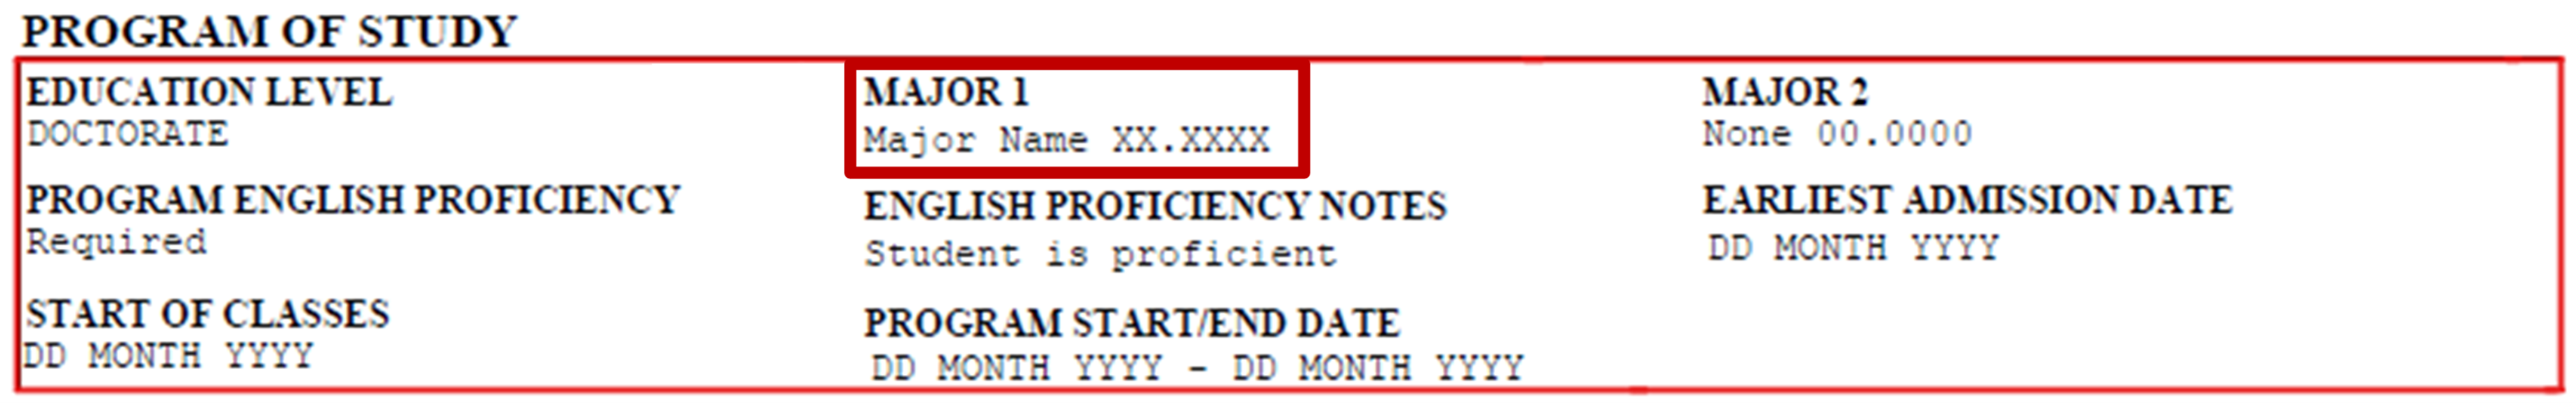 PROGRAM OF STUDY
EDUCATION LEVEL
DOCTORATE
MAJOR 1
Major Name XX.XXXX
MAJOR 2
None 00.0000
PROGRAM ENGLISH PROFICIENCY
Required
ENGLISH PROFICIENCY NOTES
Student is proficient
EARLIEST ADMISSION DATE
DD MONTH YYYY
START OF CLASSES
DD MONTH YYYY
PROGRAM START/END DATE
DD MONTH YYYY - DD MONTH YYYY